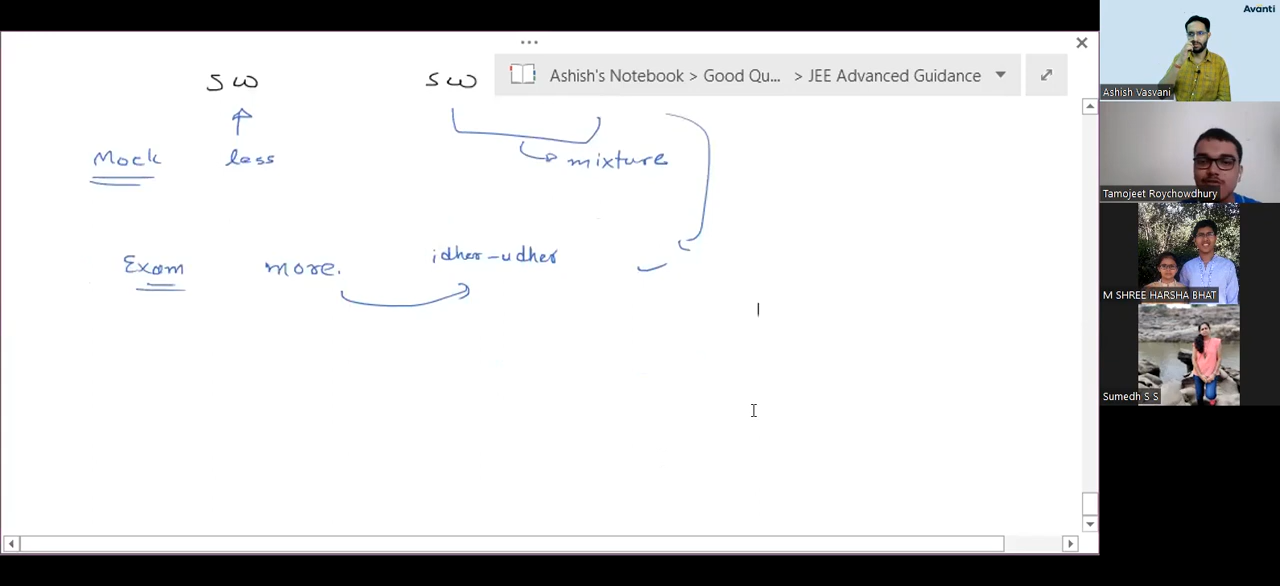 Avanti
...
SW SW
Ashish's Notebook > Good Qu... > JEE Advanced Guidance
Ashish Vasvani
Mock less mixture
Tamojeet Roychowdhury
Exam more. idher-udher
M SHREE HARSHA BHAT
Sumedh S S